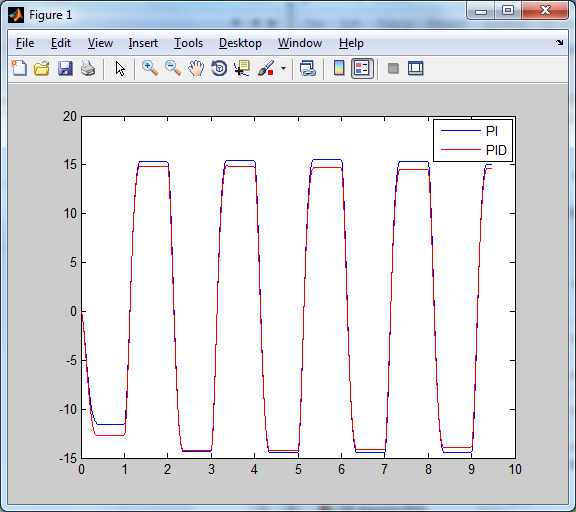 Figure 1
File Edit View Insert Tools Desktop Window Help
20
15
10
5
0
-5
-10
-15
0 1 2 3 4 5 6 7 8 9 10
PI
PID